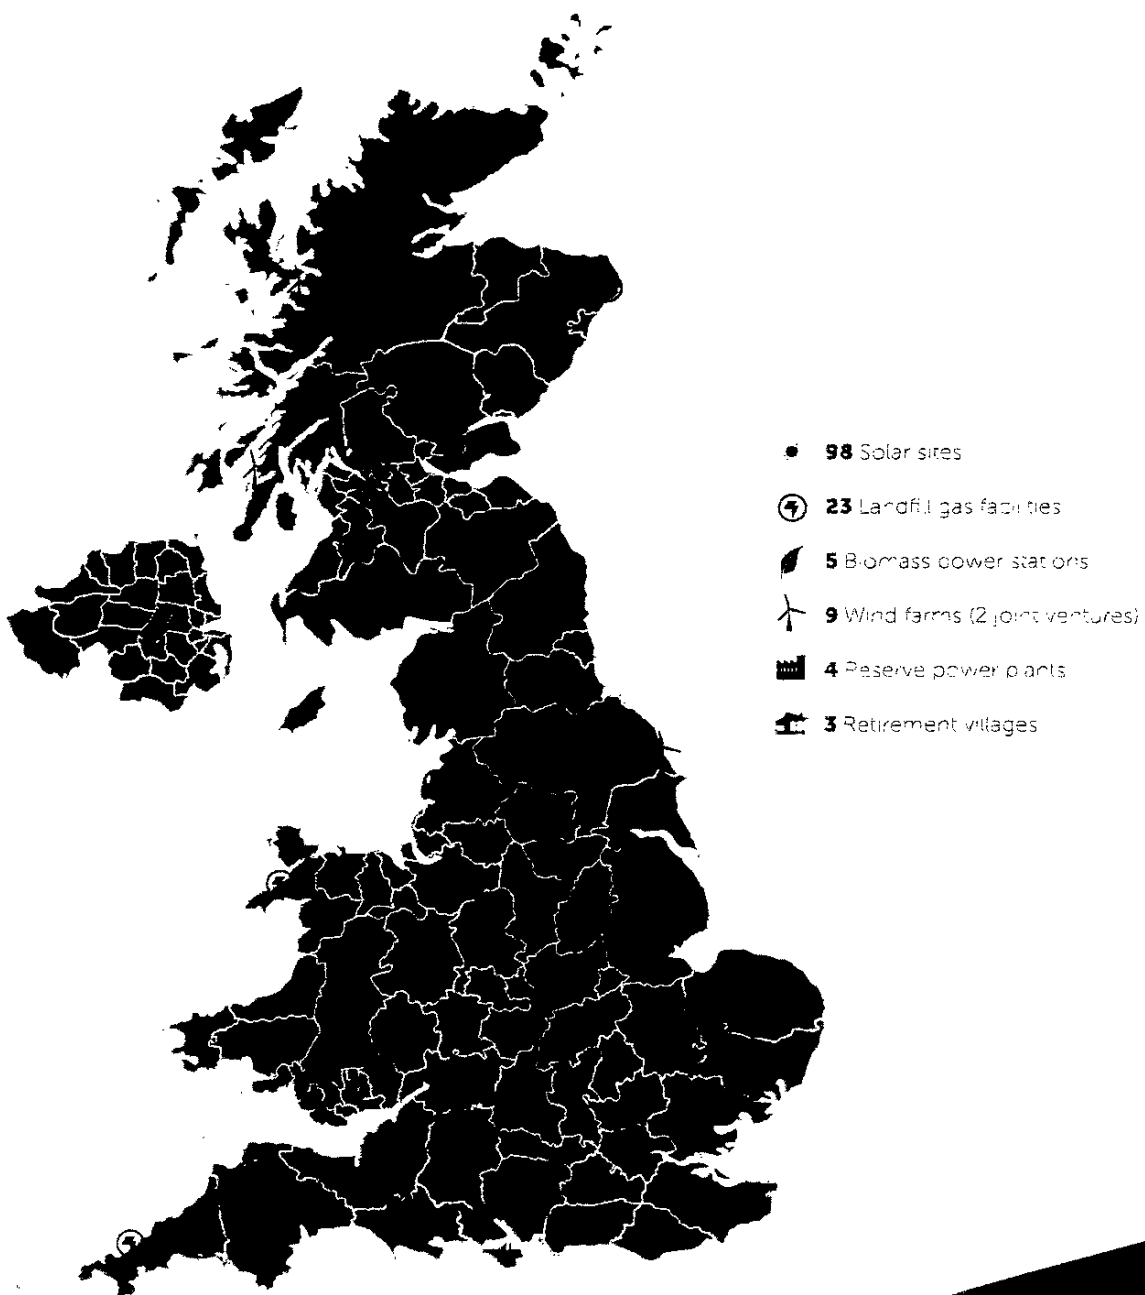 98 Solar sites
23 Landfill gas facilities
5 Biomass power stations
9 Wind farms (2 joint ventures)
4 Reserve power plants
3 Retirement villages